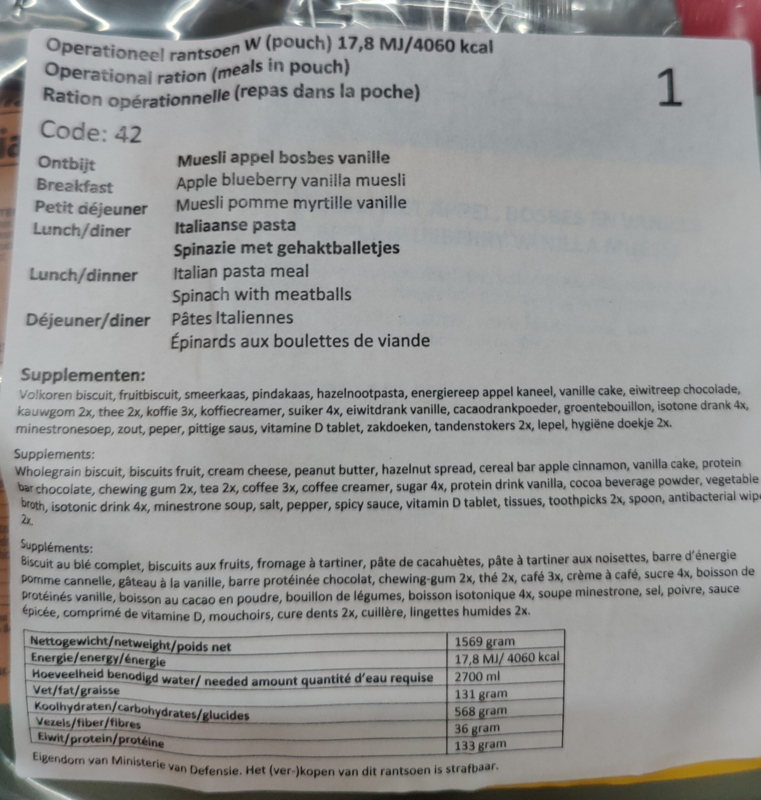 Operationeel rantsoen W (pouch) 17,8 MJ/4060 kcal
Operational ration (meals in pouch)
Ration opérationnelle (repas dans la poche)
1
Code: 42
Ontbijt Muesli appel bosbes vanille
Breakfast Apple blueberry vanilla muesli
Petit déjeuner Muesli pomme myrtille vanille
Lunch/diner Italiaanse pasta
Spinazie met gehaktballetjes
Lunch/dinner Italian pasta meal
Spinach with meatballs
Déjeuner/diner Pâtes Italiennes
Épinards aux boulettes de viande
Supplementen:
Volkoren biscuit, fruitbiscuit, smeerkaas, pindakaas, hazelnootpasta, energiereep appel kaneel, vanille cake, eiwitreep chocolade,
kauwgom 2x, thee 2x, koffie 3x, koffiecreamer, suiker 4x, eiwitdrank vanille, cacaodrankpoeder, groentebouillon, isotone drank 4x,
minestronesoep, zout, peper, pittige saus, vitamine D tablet, zakdoeken, tandenstokers 2x, lepel, hygiëne doekje 2x.
Supplements:
Wholegrain biscuit, biscuits fruit, cream cheese, peanut butter, hazelnut spread, cereal bar apple cinnamon, vanilla cake, protein
bar chocolate, chewing gum 2x, tea 2x, coffee 3x, coffee creamer, sugar 4x, protein drink vanilla, cocoa beverage powder, vegetable
broth, isotonic drink 4x, minestrone soup, salt, pepper, spicy sauce, vitamin D tablet, tissues, toothpicks 2x, spoon, antibacterial wipe
2x.
Suppléments:
Biscuit au blé complet, biscuits aux fruits, fromage à tartiner, pâte de cacahuètes, pâte à tartiner aux noisettes, barre d'énergie
pomme cannelle, gâteau à la vanille, barre protéinée chocolat, chewing-gum 2x, thé 2x, café 3x, crème à café, sucre 4x, boisson de
protéinés vanille, boisson au cacao en poudre, bouillon de légumes, boisson isotonique 4x, soupe minestrone, sel, poivre, sauce
épicée, comprimé de vitamine D, mouchoirs, cure dents 2x, cuillère, lingettes humides 2x.
Nettogewicht/netweight/poids net 1569 gram
Energie/energy/énergie 17,8 MJ/ 4060 kcal
Hoeveelheid benodigd water/ needed amount quantité d'eau requise 2700 ml
Vet/fat/graisse 131 gram
Koolhydraten/carbohydrates/glucides 568 gram
Vezels/fiber/fibres 36 gram
Eiwit/protein/protéine 133 gram
Eigendom van Ministerie van Defensie. Het (ver-)kopen van dit rantsoen is strafbaar.